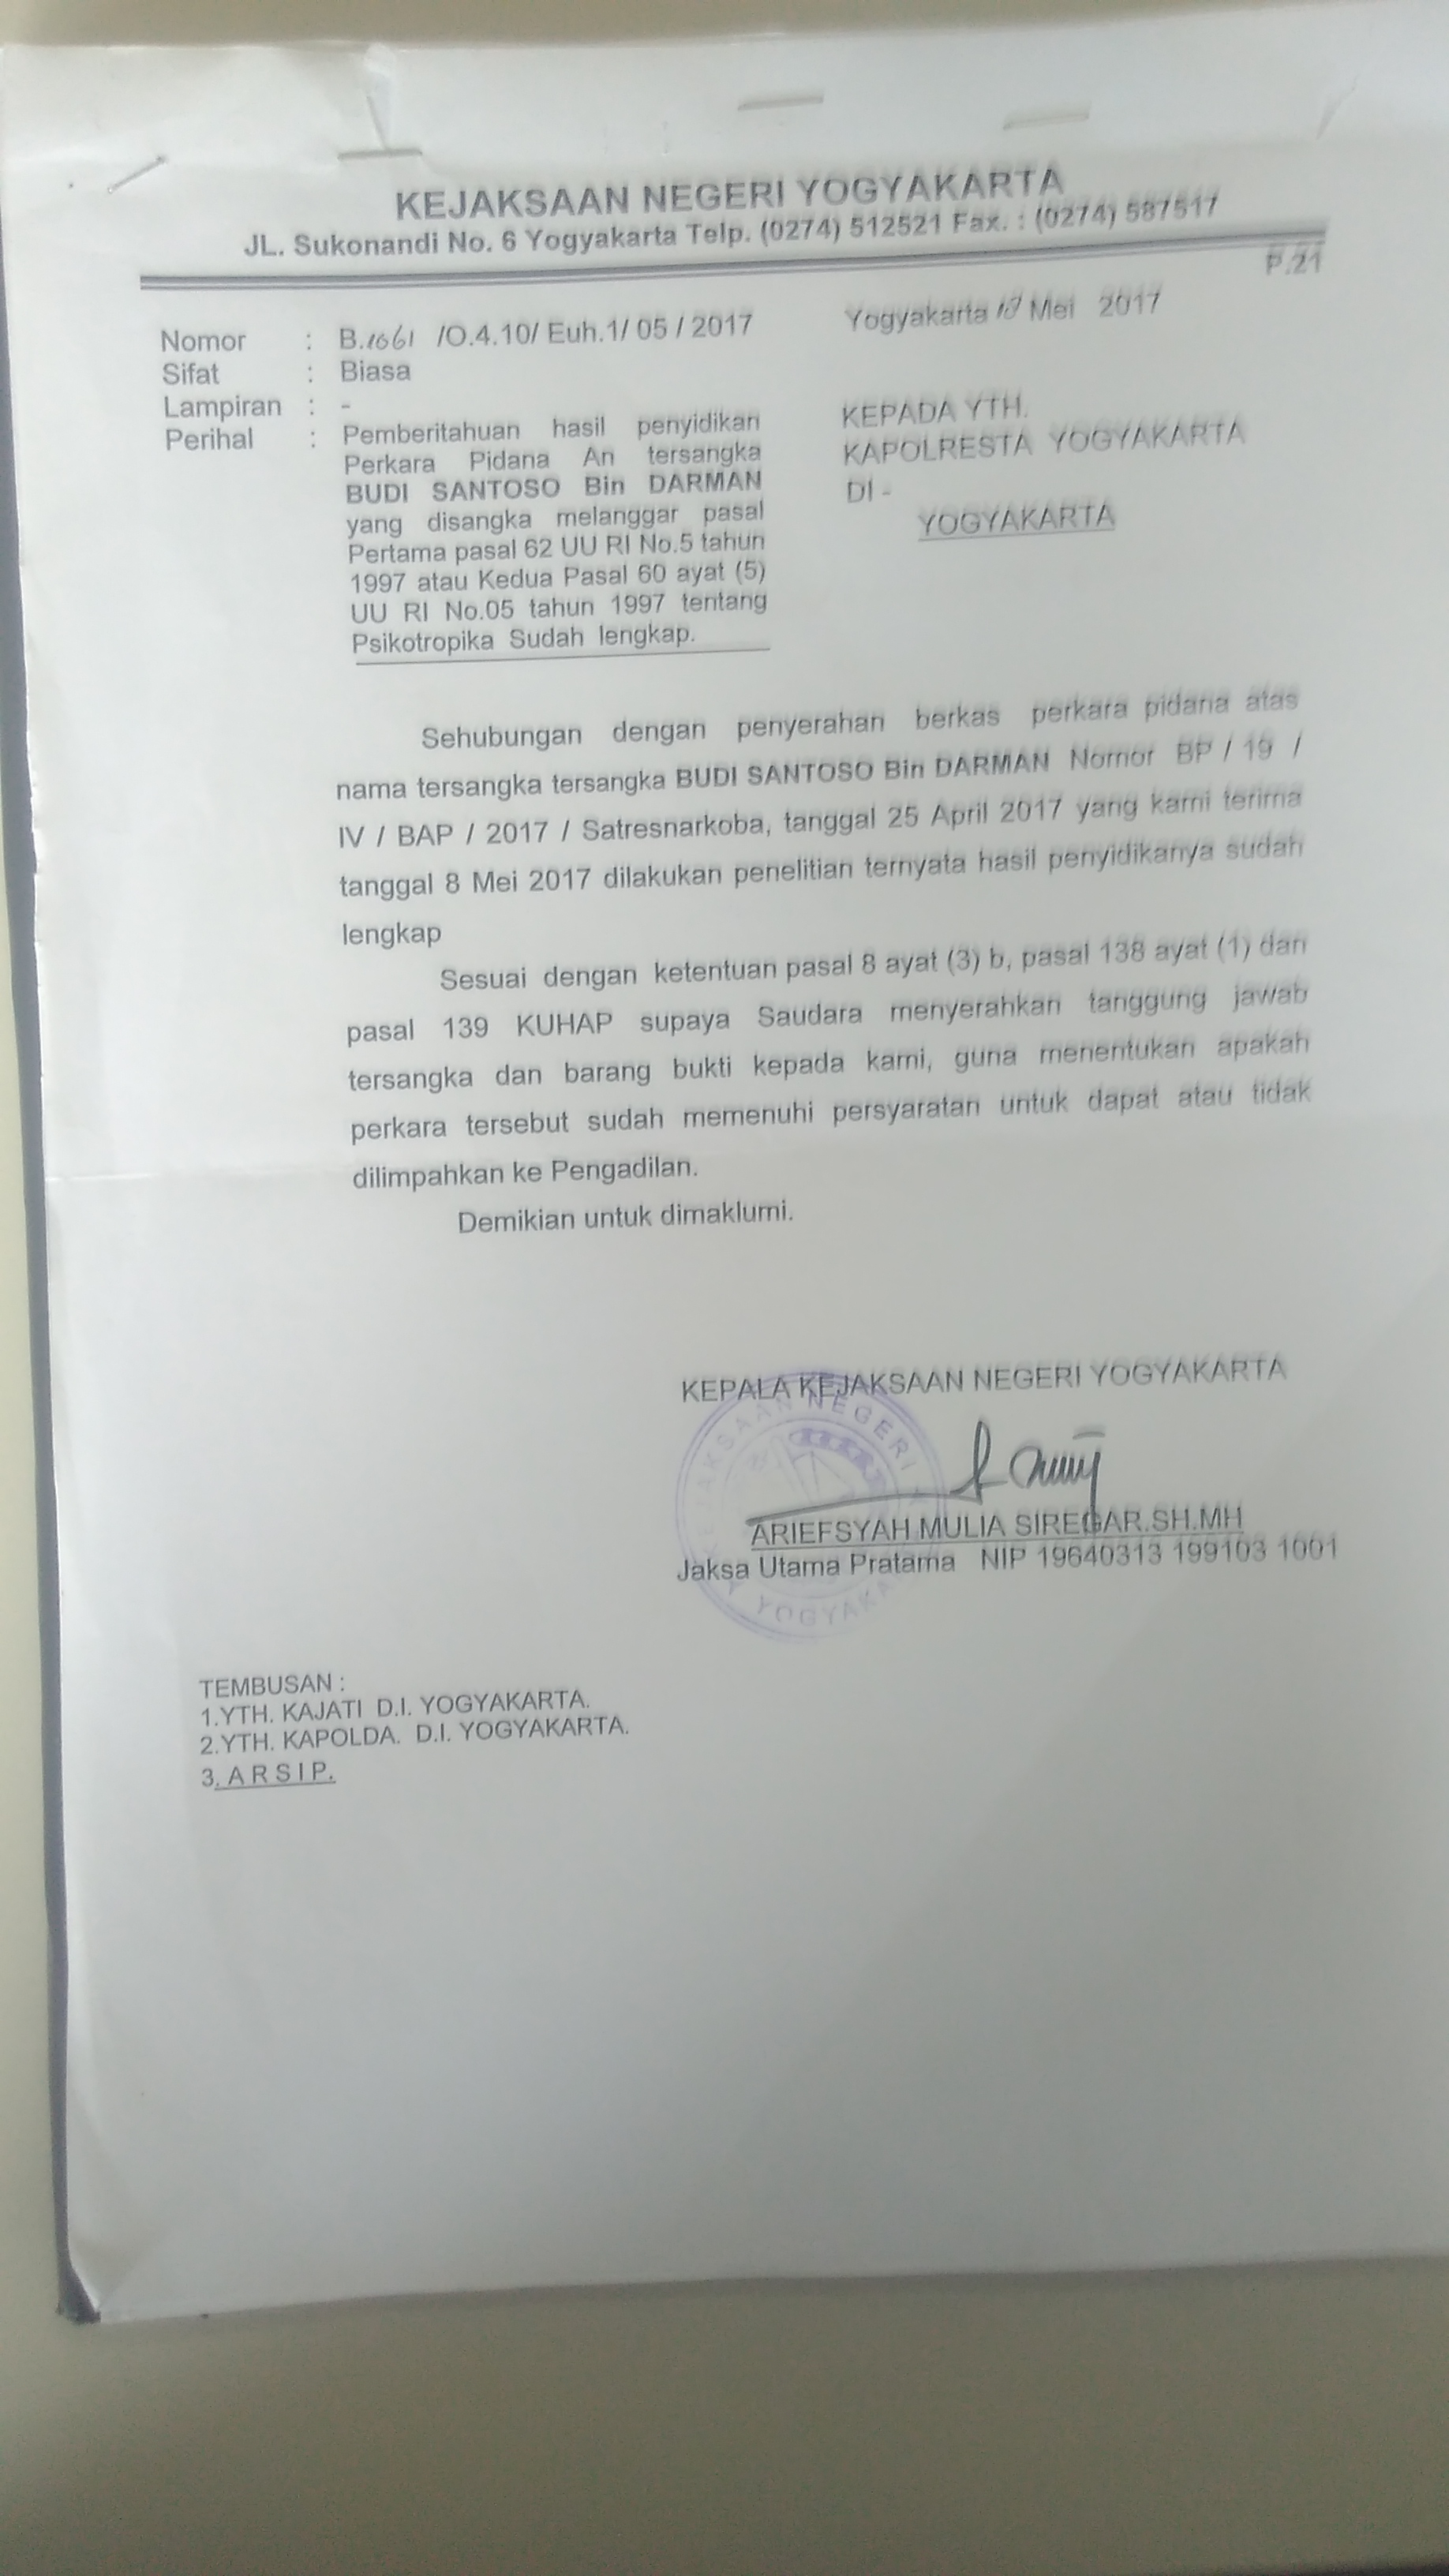 KEJAKSAAN NEGERI YOGYAKARTA
JL. Sukonandi No. 6 Yogyakarta Telp. (0274) 512521 Fax. : (0274) 587517
P.21
Nomor : B.1661 /O.4.10/ Euh.1/ 05 / 2017
Yogyakarta Mei 2017
Sifat : Biasa
Lampiran : -
Perihal : Pemberitahuan hasil penyidikan
Perkara Pidana An tersangka
BUDI SANTOSO Bin DARMAN
yang disangka melanggar pasal
Pertama pasal 62 UU RI No.5 tahun
1997 atau Kedua Pasal 60 ayat (5)
UU RI No.05 tahun 1997 tentang
Psikotropika Sudah lengkap.
KEPADA YTH.
KAPOLRESTA YOGYAKARTA
DI -
YOGYAKARTA
Sehubungan dengan penyerahan berkas perkara pidana atas
nama tersangka tersangka BUDI SANTOSO Bin DARMAN Nomor BP / 19 /
IV / BAP / 2017 / Satresnarkoba, tanggal 25 April 2017 yang kami terima
tanggal 8 Mei 2017 dilakukan penelitian ternyata hasil penyidikanya sudah
lengkap
Sesuai dengan ketentuan pasal 8 ayat (3) b, pasal 138 ayat (1) dan
pasal 139 KUHAP supaya Saudara menyerahkan tanggung jawab
tersangka dan barang bukti kepada kami, guna menentukan apakah
perkara tersebut sudah memenuhi persyaratan untuk dapat atau tidak
dilimpahkan ke Pengadilan.
Demikian untuk dimaklumi.
KEPALA KEJAKSAAN NEGERI YOGYAKARTA
KEJAKSAAN NEGERI
YOGYAKA
ARIEFSYAH MULIA SIREGAR.SH.MH
Jaksa Utama Pratama NIP 19640313 199103 1001
TEMBUSAN :
1.YTH. KAJATI D.I. YOGYAKARTA.
2.YTH. KAPOLDA. D.I. YOGYAKARTA.
3. A R S I P.